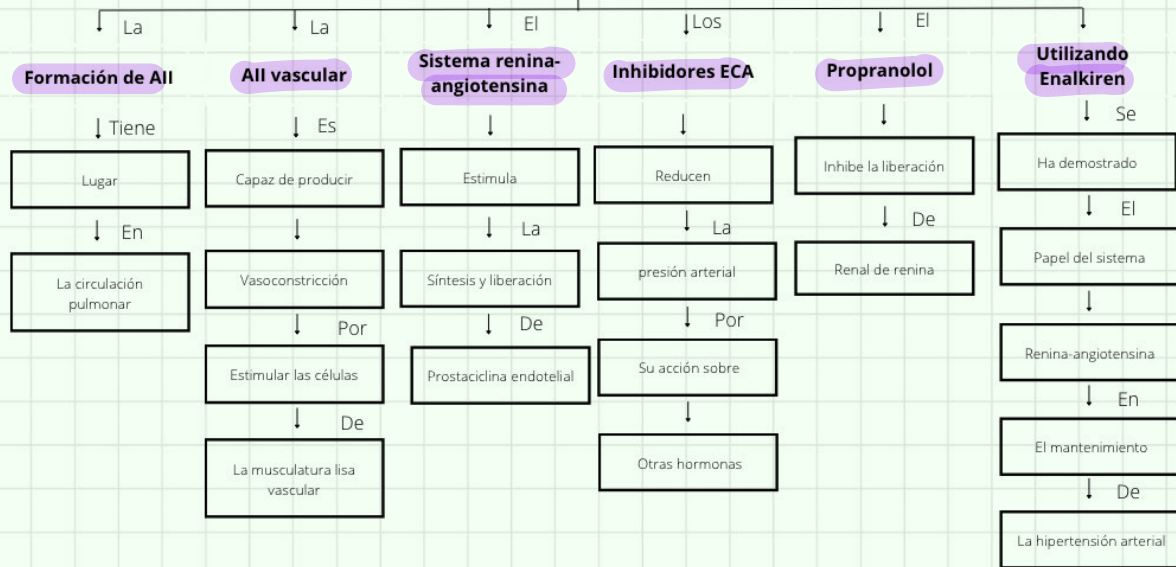 La
Formación de AII
Tiene
Lugar
En
La circulación
pulmonar
La
AII vascular
Es
Capaz de producir
Vasoconstricción
Por
Estimular las células
De
La musculatura lisa
vascular
El
Sistema renina-
angiotensina
Estimula
La
Síntesis y liberación
De
Prostaciclina endotelial
Los
Inhibidores ECA
Reducen
La
presión arterial
Por
Su acción sobre
Otras hormonas
El
Propranolol
Inhibe la liberación
De
Renal de renina
Utilizando
Enalkiren
Se
Ha demostrado
El
Papel del sistema
Renina-angiotensina
En
El mantenimiento
De
La hipertensión arterial